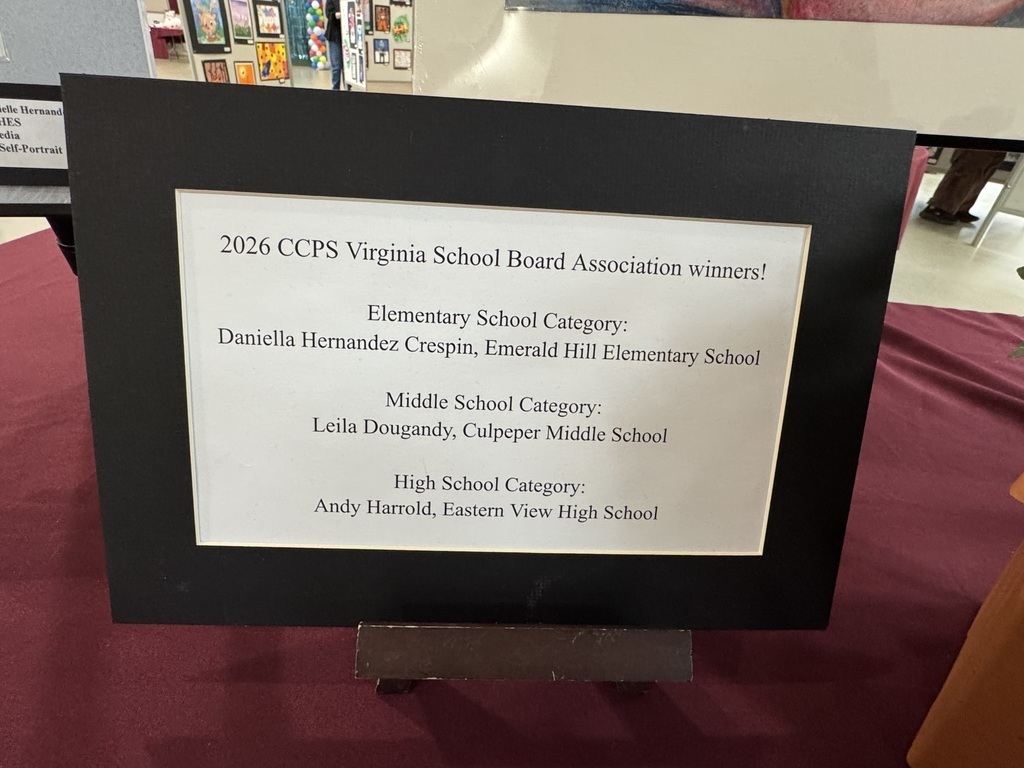 2026 CCPS Virginia School Board Association winners!
Elementary School Category:
Daniella Hernandez Crespin, Emerald Hill Elementary School
Middle School Category:
Leila Dougandy, Culpeper Middle School
High School Category:
Andy Harrold, Eastern View High School
elle Hernand
HES
edia
Self-Portrait